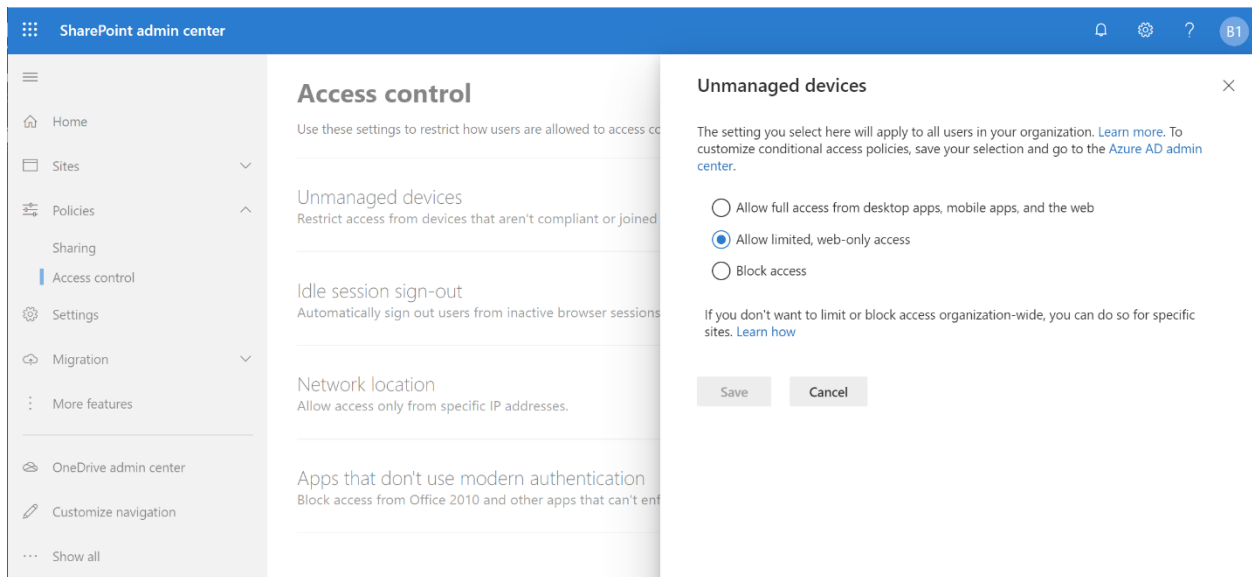 SharePoint admin center
B1
Home
Sites
Policies
Sharing
Access control
Settings
Migration
More features
OneDrive admin center
Customize navigation
Show all
Access control
Use these settings to restrict how users are allowed to access co
Unmanaged devices
Restrict access from devices that aren't compliant or joined
Idle session sign-out
Automatically sign out users from inactive browser sessions
Network location
Allow access only from specific IP addresses.
Apps that don't use modern authentication
Block access from Office 2010 and other apps that can't enf
Unmanaged devices
The setting you select here will apply to all users in your organization. Learn more. To
customize conditional access policies, save your selection and go to the Azure AD admin
center.
Allow full access from desktop apps, mobile apps, and the web
Allow limited, web-only access
Block access
If you don't want to limit or block access organization-wide, you can do so for specific
sites. Learn how
Save
Cancel